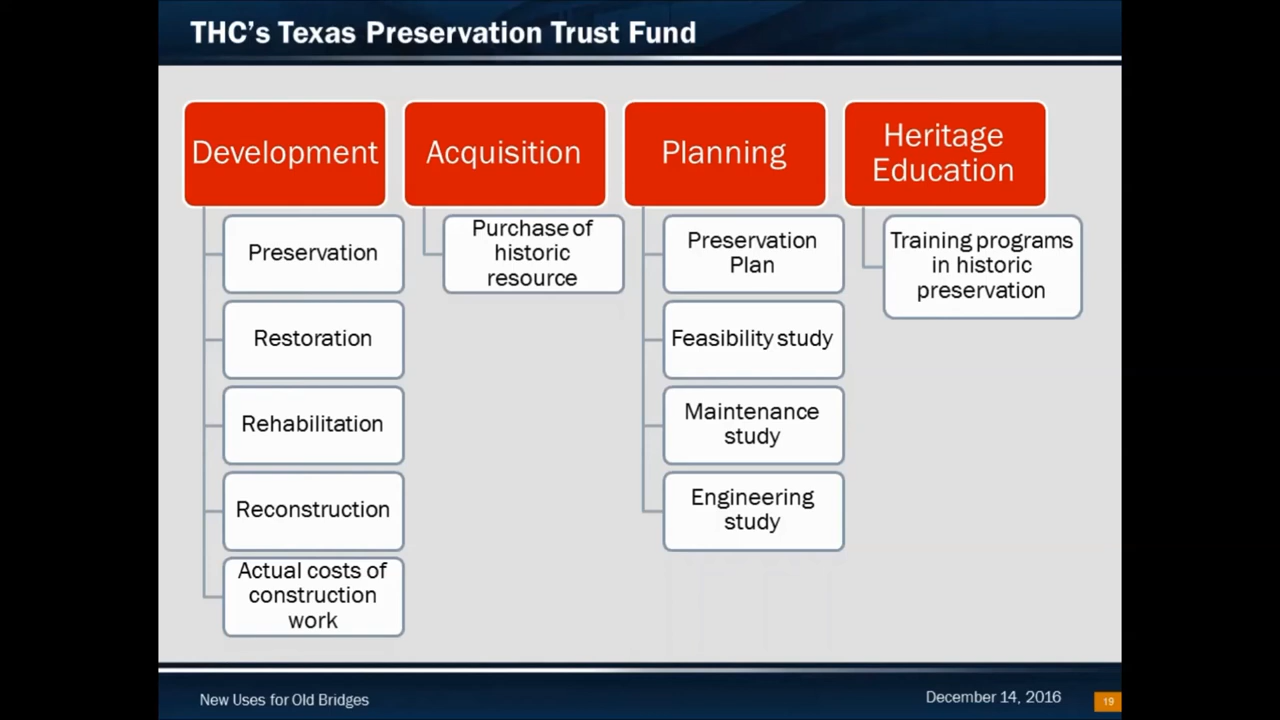 THC's Texas Preservation Trust Fund
Development
Preservation
Restoration
Rehabilitation
Reconstruction
Actual costs of
construction
work
Acquisition
Purchase of
historic
resource
Planning
Preservation
Plan
Feasibility study
Maintenance
study
Engineering
study
Heritage
Education
Training programs
in historic
preservation
New Uses for Old Bridges
December 14, 2016
19